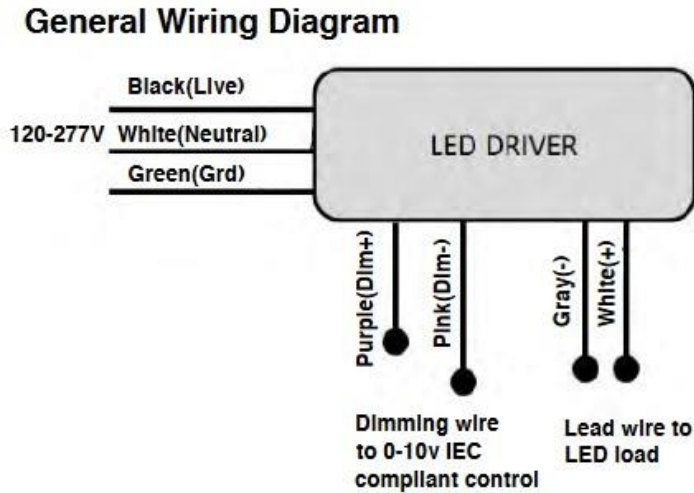 General Wiring Diagram
Black(Live)
120-277V White(Neutral)
Green(Grd)
LED DRIVER
Purple(Dim+)
Pink(Dim-)
Gray(-)
White(+)
Dimming wire
to 0-10v IEC
compliant control
Lead wire to
LED load